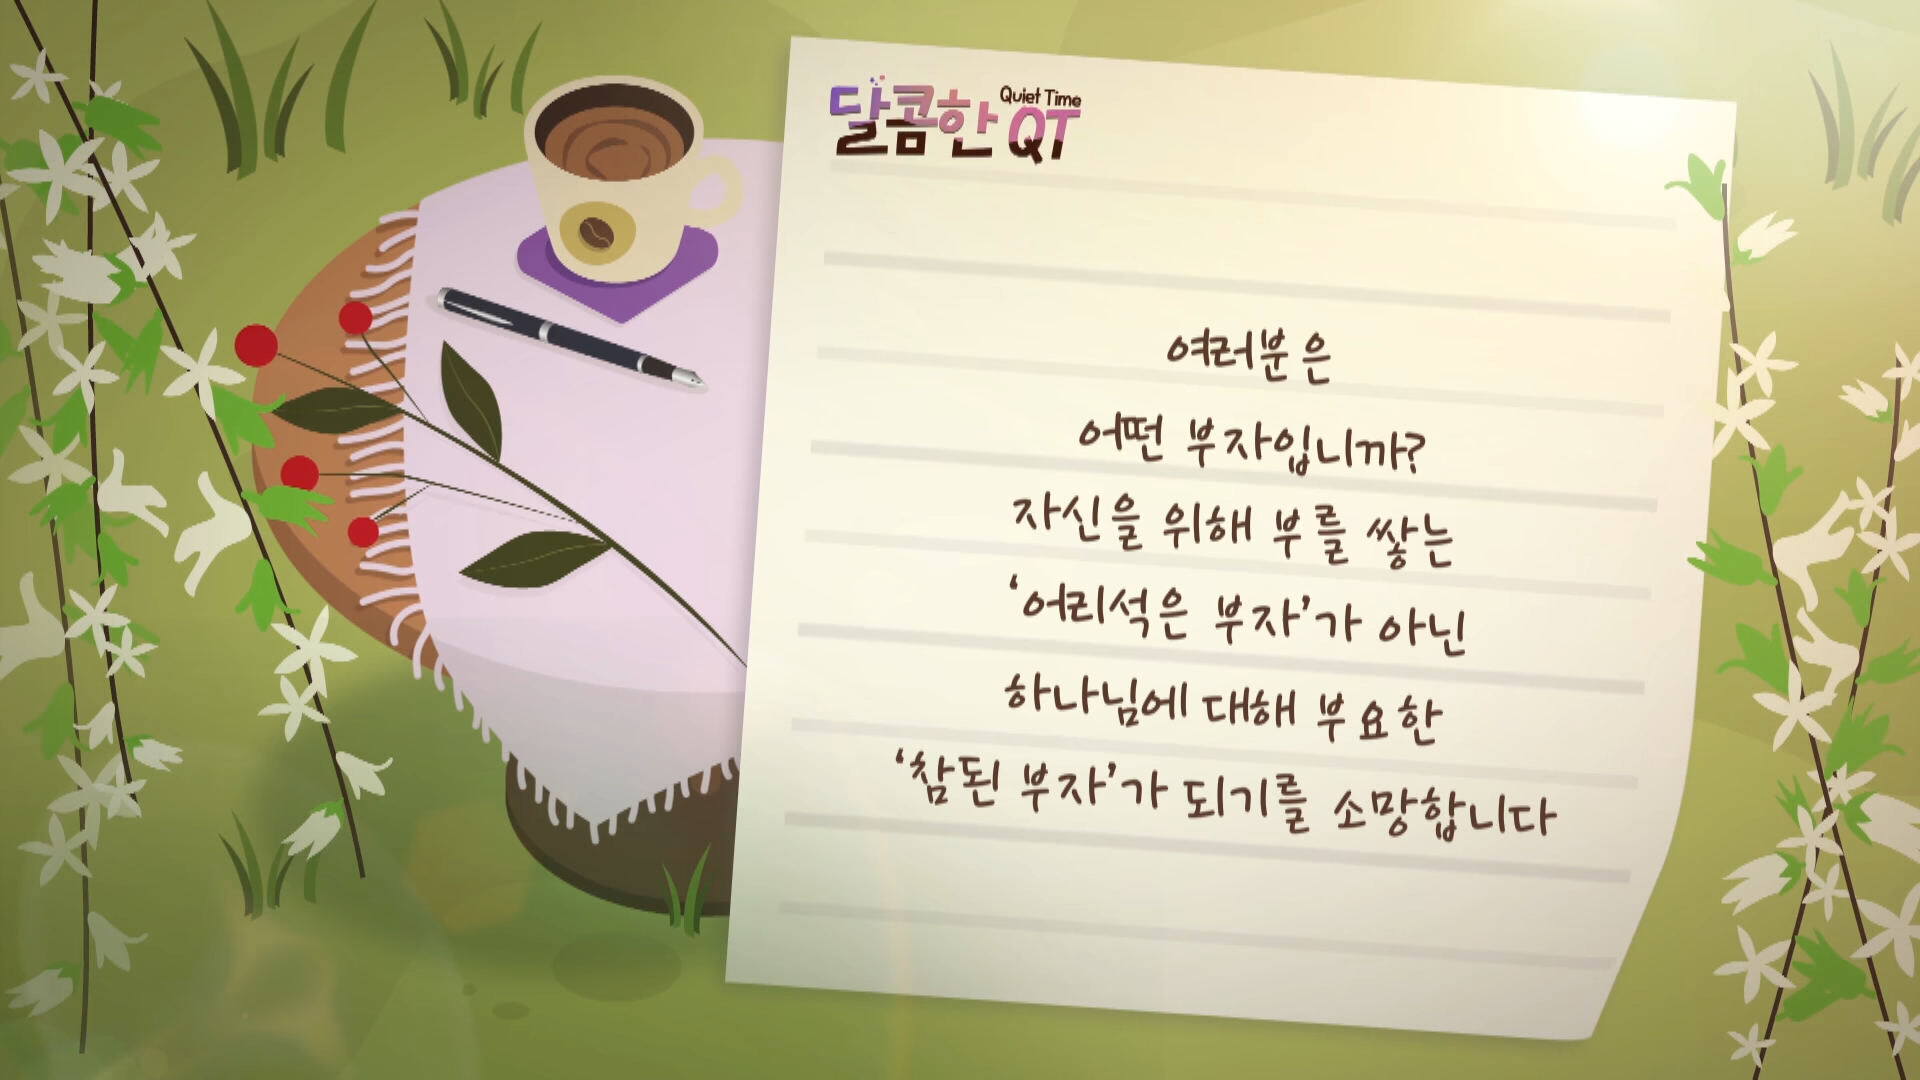 달콤한 QT
Quiet Time
여러분은
어떤 부자입니까?
자신을 위해 부를 쌓는
‘어리석은 부자’가 아닌
하나님에 대해 부요한
‘참된 부자’가 되기를 소망합니다